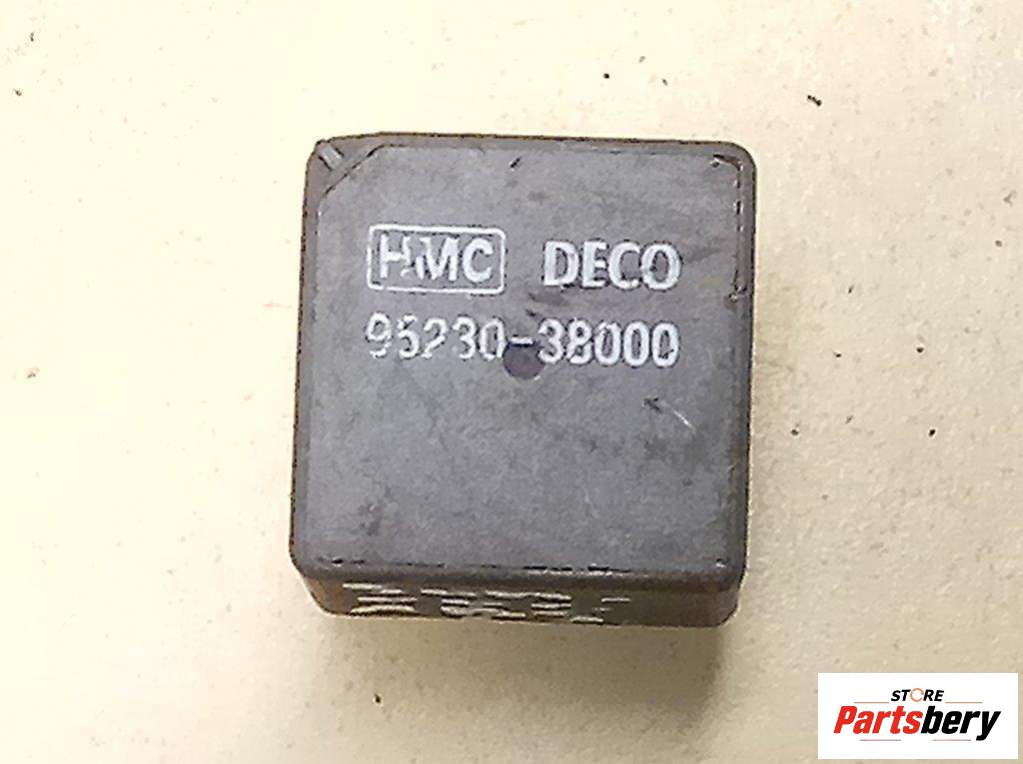 HMC DECO
95230-38000
STORE
Partsbery